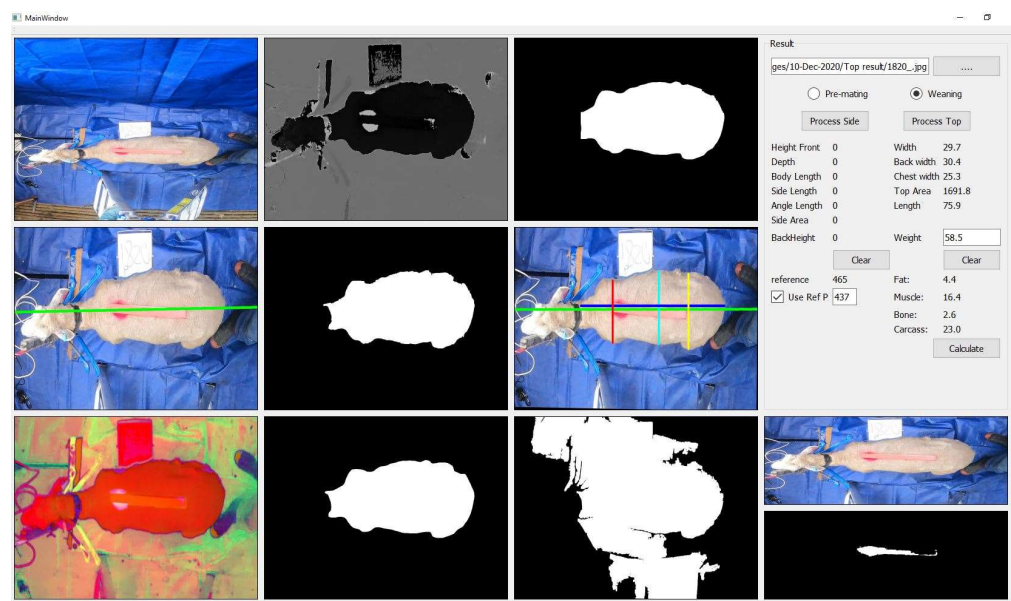 MainWindow
Result
ges/10-Dec-2020/Top result/1820_.jpg ....
Pre-mating Weaning
Process Side Process Top
Height Front 0 Width 29.7
Depth 0 Back width 30.4
Body Length 0 Chest width 25.3
Side Length 0 Top Area 1691.8
Angle Length 0 Length 75.9
Side Area 0
BackHeight 0 Weight 58.5
Clear Clear
reference 465 Fat: 4.4
Use Ref P 437 Muscle: 16.4
Bone: 2.6
Carcass: 23.0
Calculate
1820